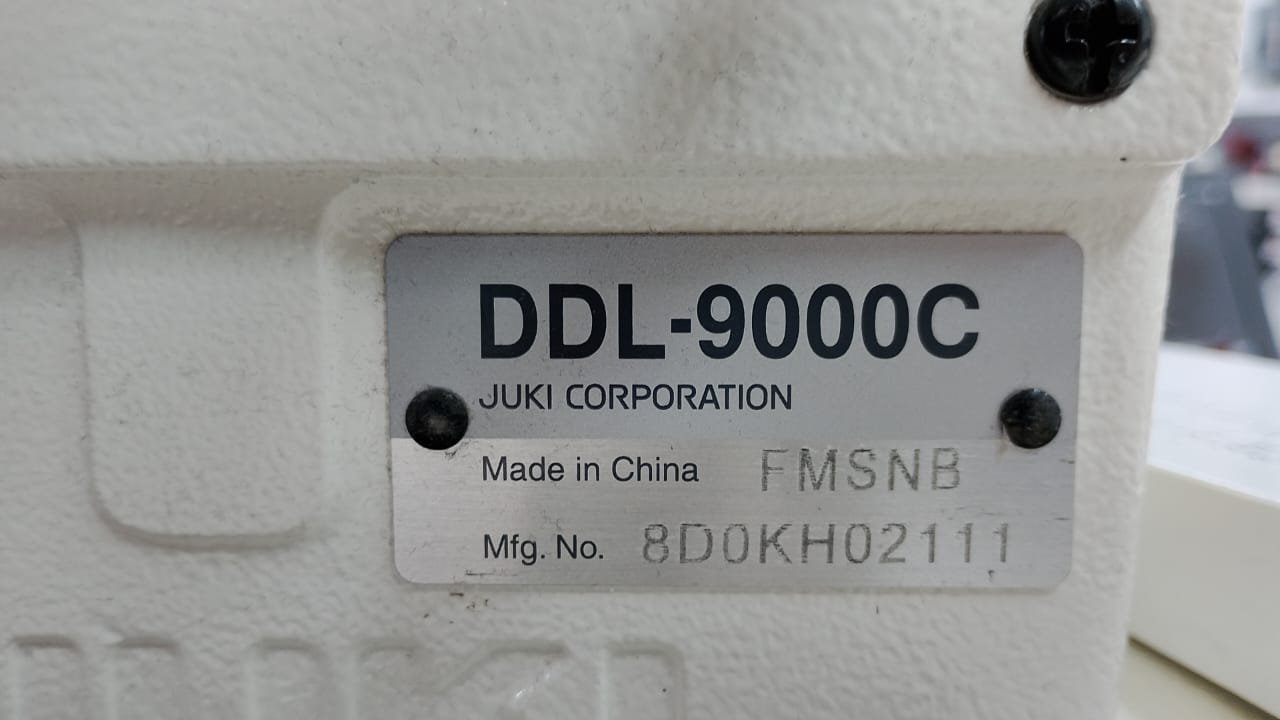 DDL-9000C
JUKI CORPORATION
Made in China FMSNB
Mfg. No. 8D0KH02111